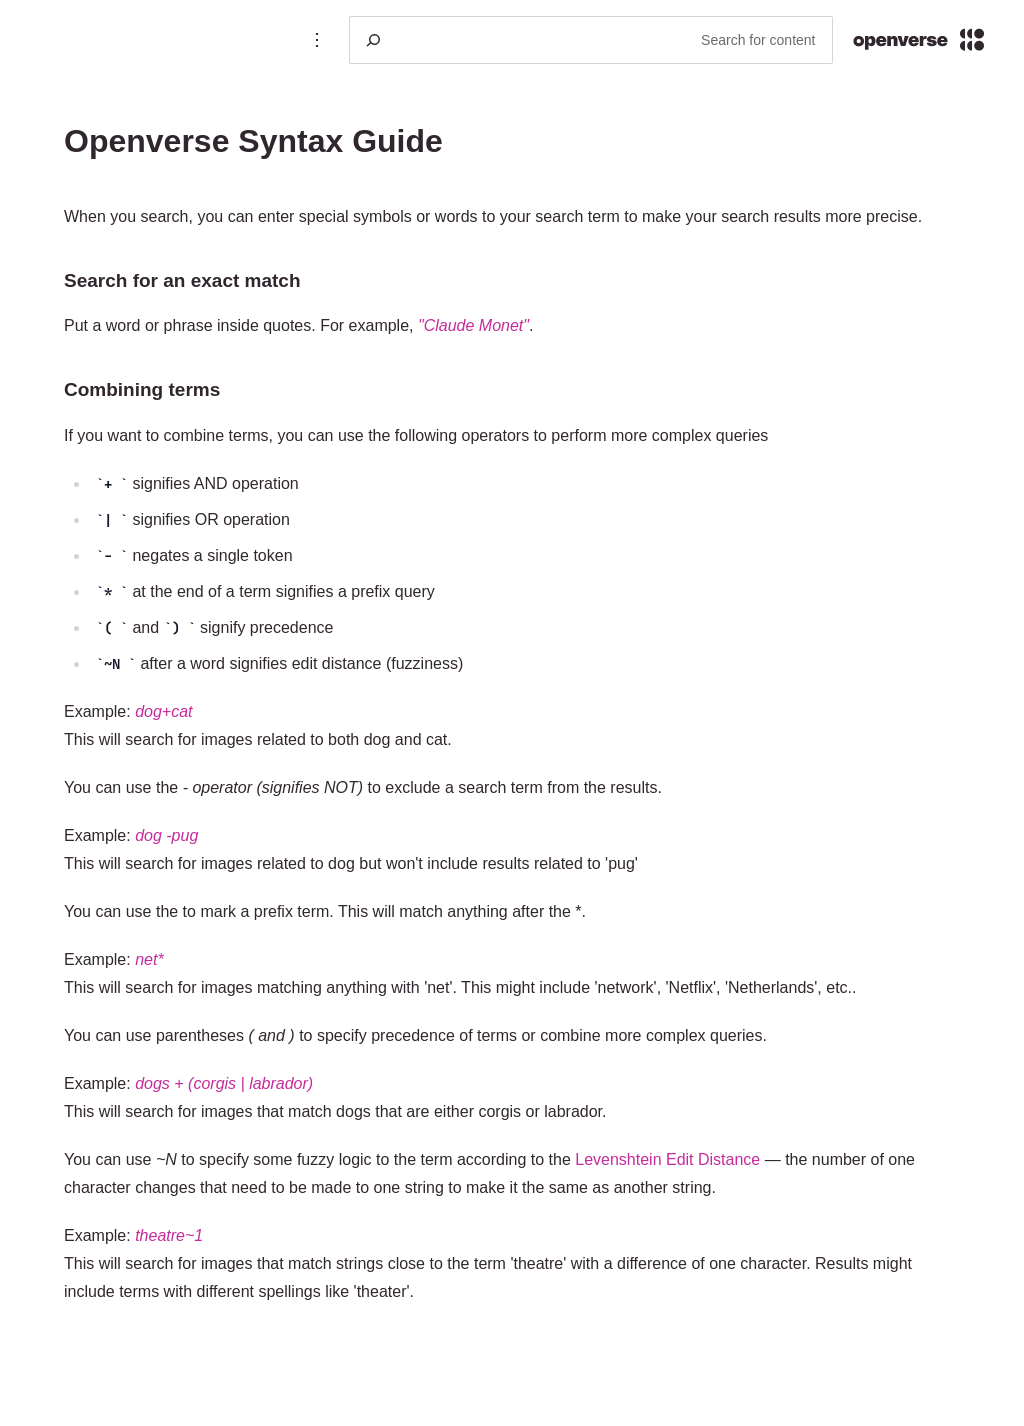 Search for content
openverse
Openverse Syntax Guide
When you search, you can enter special symbols or words to your search term to make your search results more precise.
Search for an exact match
Put a word or phrase inside quotes. For example, "Claude Monet".
Combining terms
If you want to combine terms, you can use the following operators to perform more complex queries
`+ ` signifies AND operation
`| ` signifies OR operation
`- ` negates a single token
`* ` at the end of a term signifies a prefix query
`( ` and `) ` signify precedence
`~N ` after a word signifies edit distance (fuzziness)
Example: dog+cat
This will search for images related to both dog and cat.
You can use the - operator (signifies NOT) to exclude a search term from the results.
Example: dog -pug
This will search for images related to dog but won't include results related to 'pug'
You can use the to mark a prefix term. This will match anything after the *.
Example: net*
This will search for images matching anything with 'net'. This might include 'network', 'Netflix', 'Netherlands', etc..
You can use parentheses ( and ) to specify precedence of terms or combine more complex queries.
Example: dogs + (corgis | labrador)
This will search for images that match dogs that are either corgis or labrador.
You can use ~N to specify some fuzzy logic to the term according to the Levenshtein Edit Distance — the number of one
character changes that need to be made to one string to make it the same as another string.
Example: theatre~1
This will search for images that match strings close to the term 'theatre' with a difference of one character. Results might
include terms with different spellings like 'theater'.